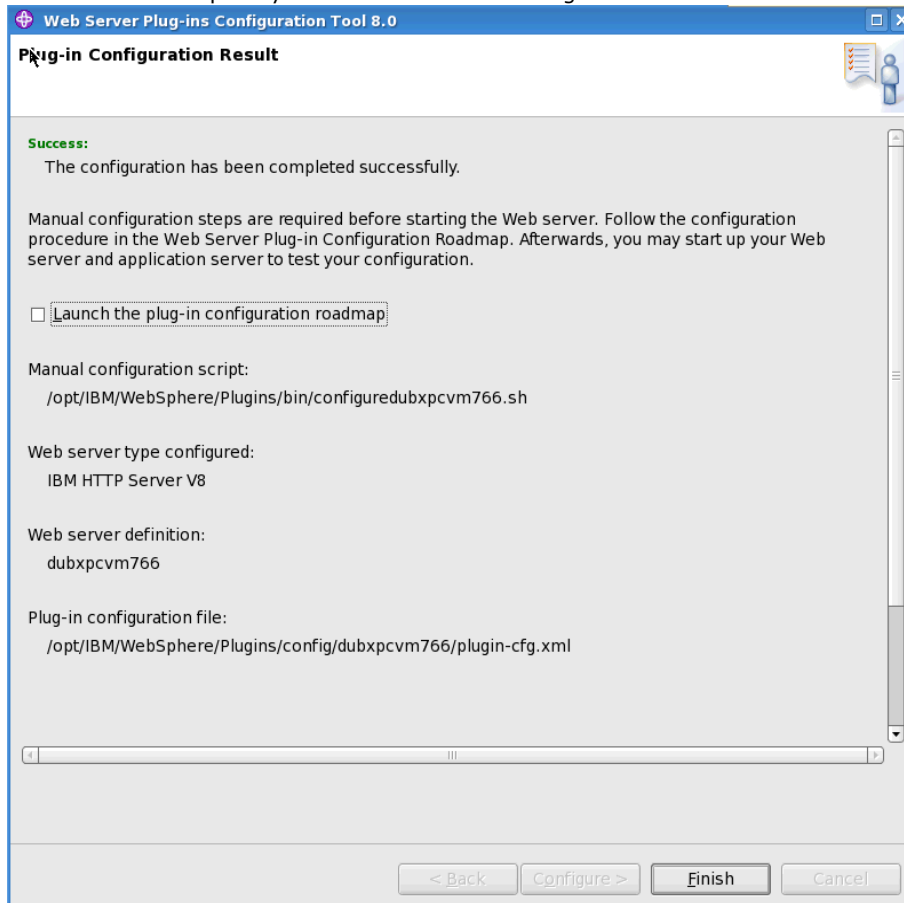 Web Server Plug-ins Configuration Tool 8.0
Plug-in Configuration Result
Success:
The configuration has been completed successfully.
Manual configuration steps are required before starting the Web server. Follow the configuration
procedure in the Web Server Plug-in Configuration Roadmap. Afterwards, you may start up your Web
server and application server to test your configuration.
Launch the plug-in configuration roadmap
Manual configuration script:
/opt/IBM/WebSphere/Plugins/bin/configuredubxpcvm766.sh
Web server type configured:
IBM HTTP Server V8
Web server definition:
dubxpcvm766
Plug-in configuration file:
/opt/IBM/WebSphere/Plugins/config/dubxpcvm766/plugin-cfg.xml
< Back
Configure >
Finish
Cancel